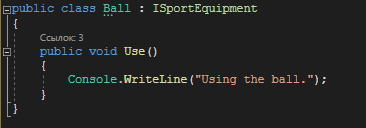 public class Ball : ISportEquipment
{
Ссылок: 3
public void Use()
{
Console.WriteLine("Using the ball.");
}
}